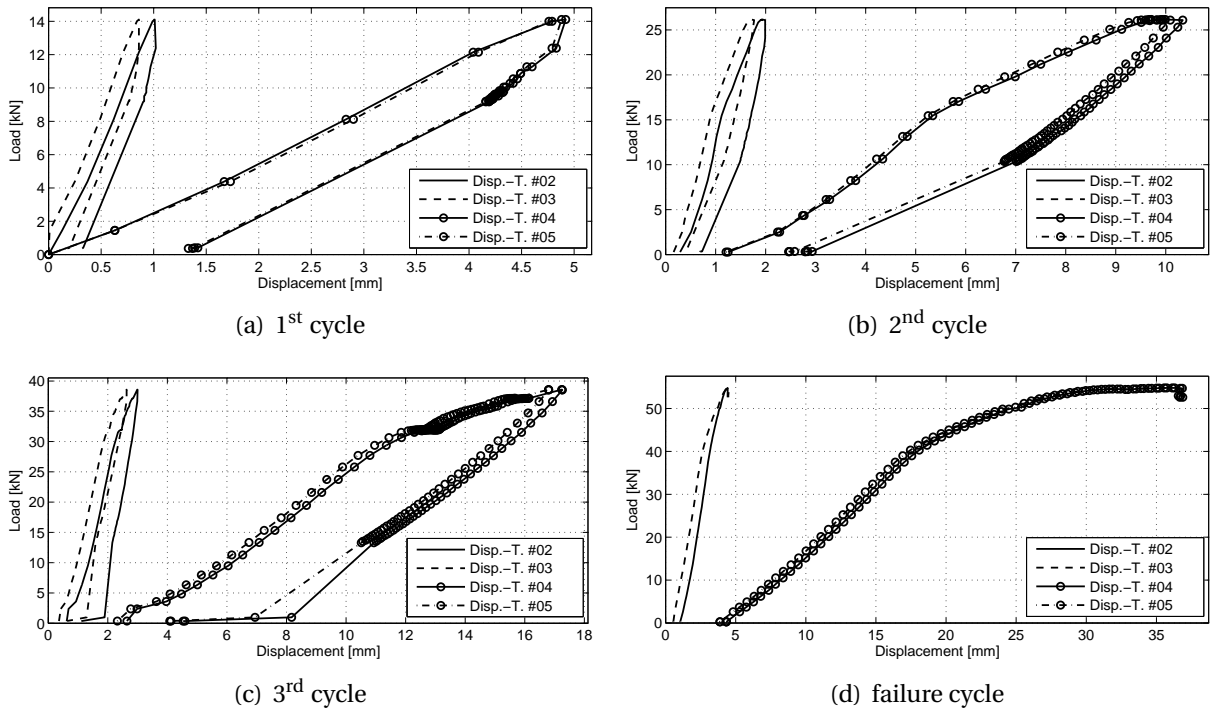 14
12
10
8
6
4
2
0
Load [kN]
0 0.5 1 1.5 2 2.5 3 3.5 4 4.5 5
Displacement [mm]
Disp.−T. #02
Disp.−T. #03
Disp.−T. #04
Disp.−T. #05
(a) 1st cycle
25
20
15
10
5
0
Load [kN]
0 1 2 3 4 5 6 7 8 9 10
Displacement [mm]
Disp.−T. #02
Disp.−T. #03
Disp.−T. #04
Disp.−T. #05
(b) 2nd cycle
40
35
30
25
20
15
10
5
0
Load [kN]
0 2 4 6 8 10 12 14 16 18
Displacement [mm]
Disp.−T. #02
Disp.−T. #03
Disp.−T. #04
Disp.−T. #05
(c) 3rd cycle
50
40
30
20
10
0
Load [kN]
0 5 10 15 20 25 30 35
Displacement [mm]
Disp.−T. #02
Disp.−T. #03
Disp.−T. #04
Disp.−T. #05
(d) failure cycle